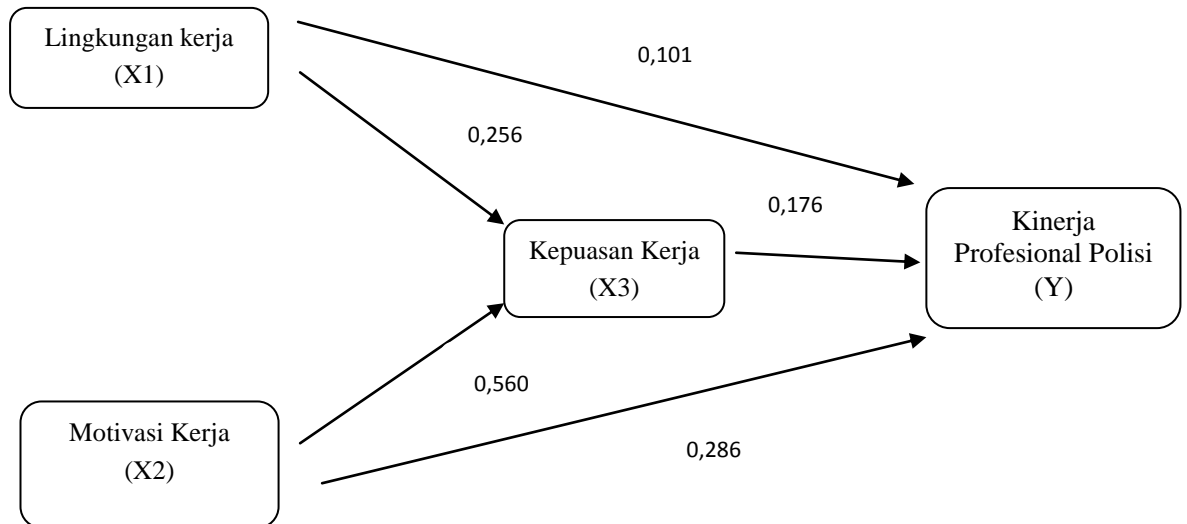 Lingkungan kerja
(X1)
0,101
0,256
0,176
Kepuasan Kerja
(X3)
Kinerja
Profesional Polisi
(Y)
0,560
Motivasi Kerja
(X2)
0,286